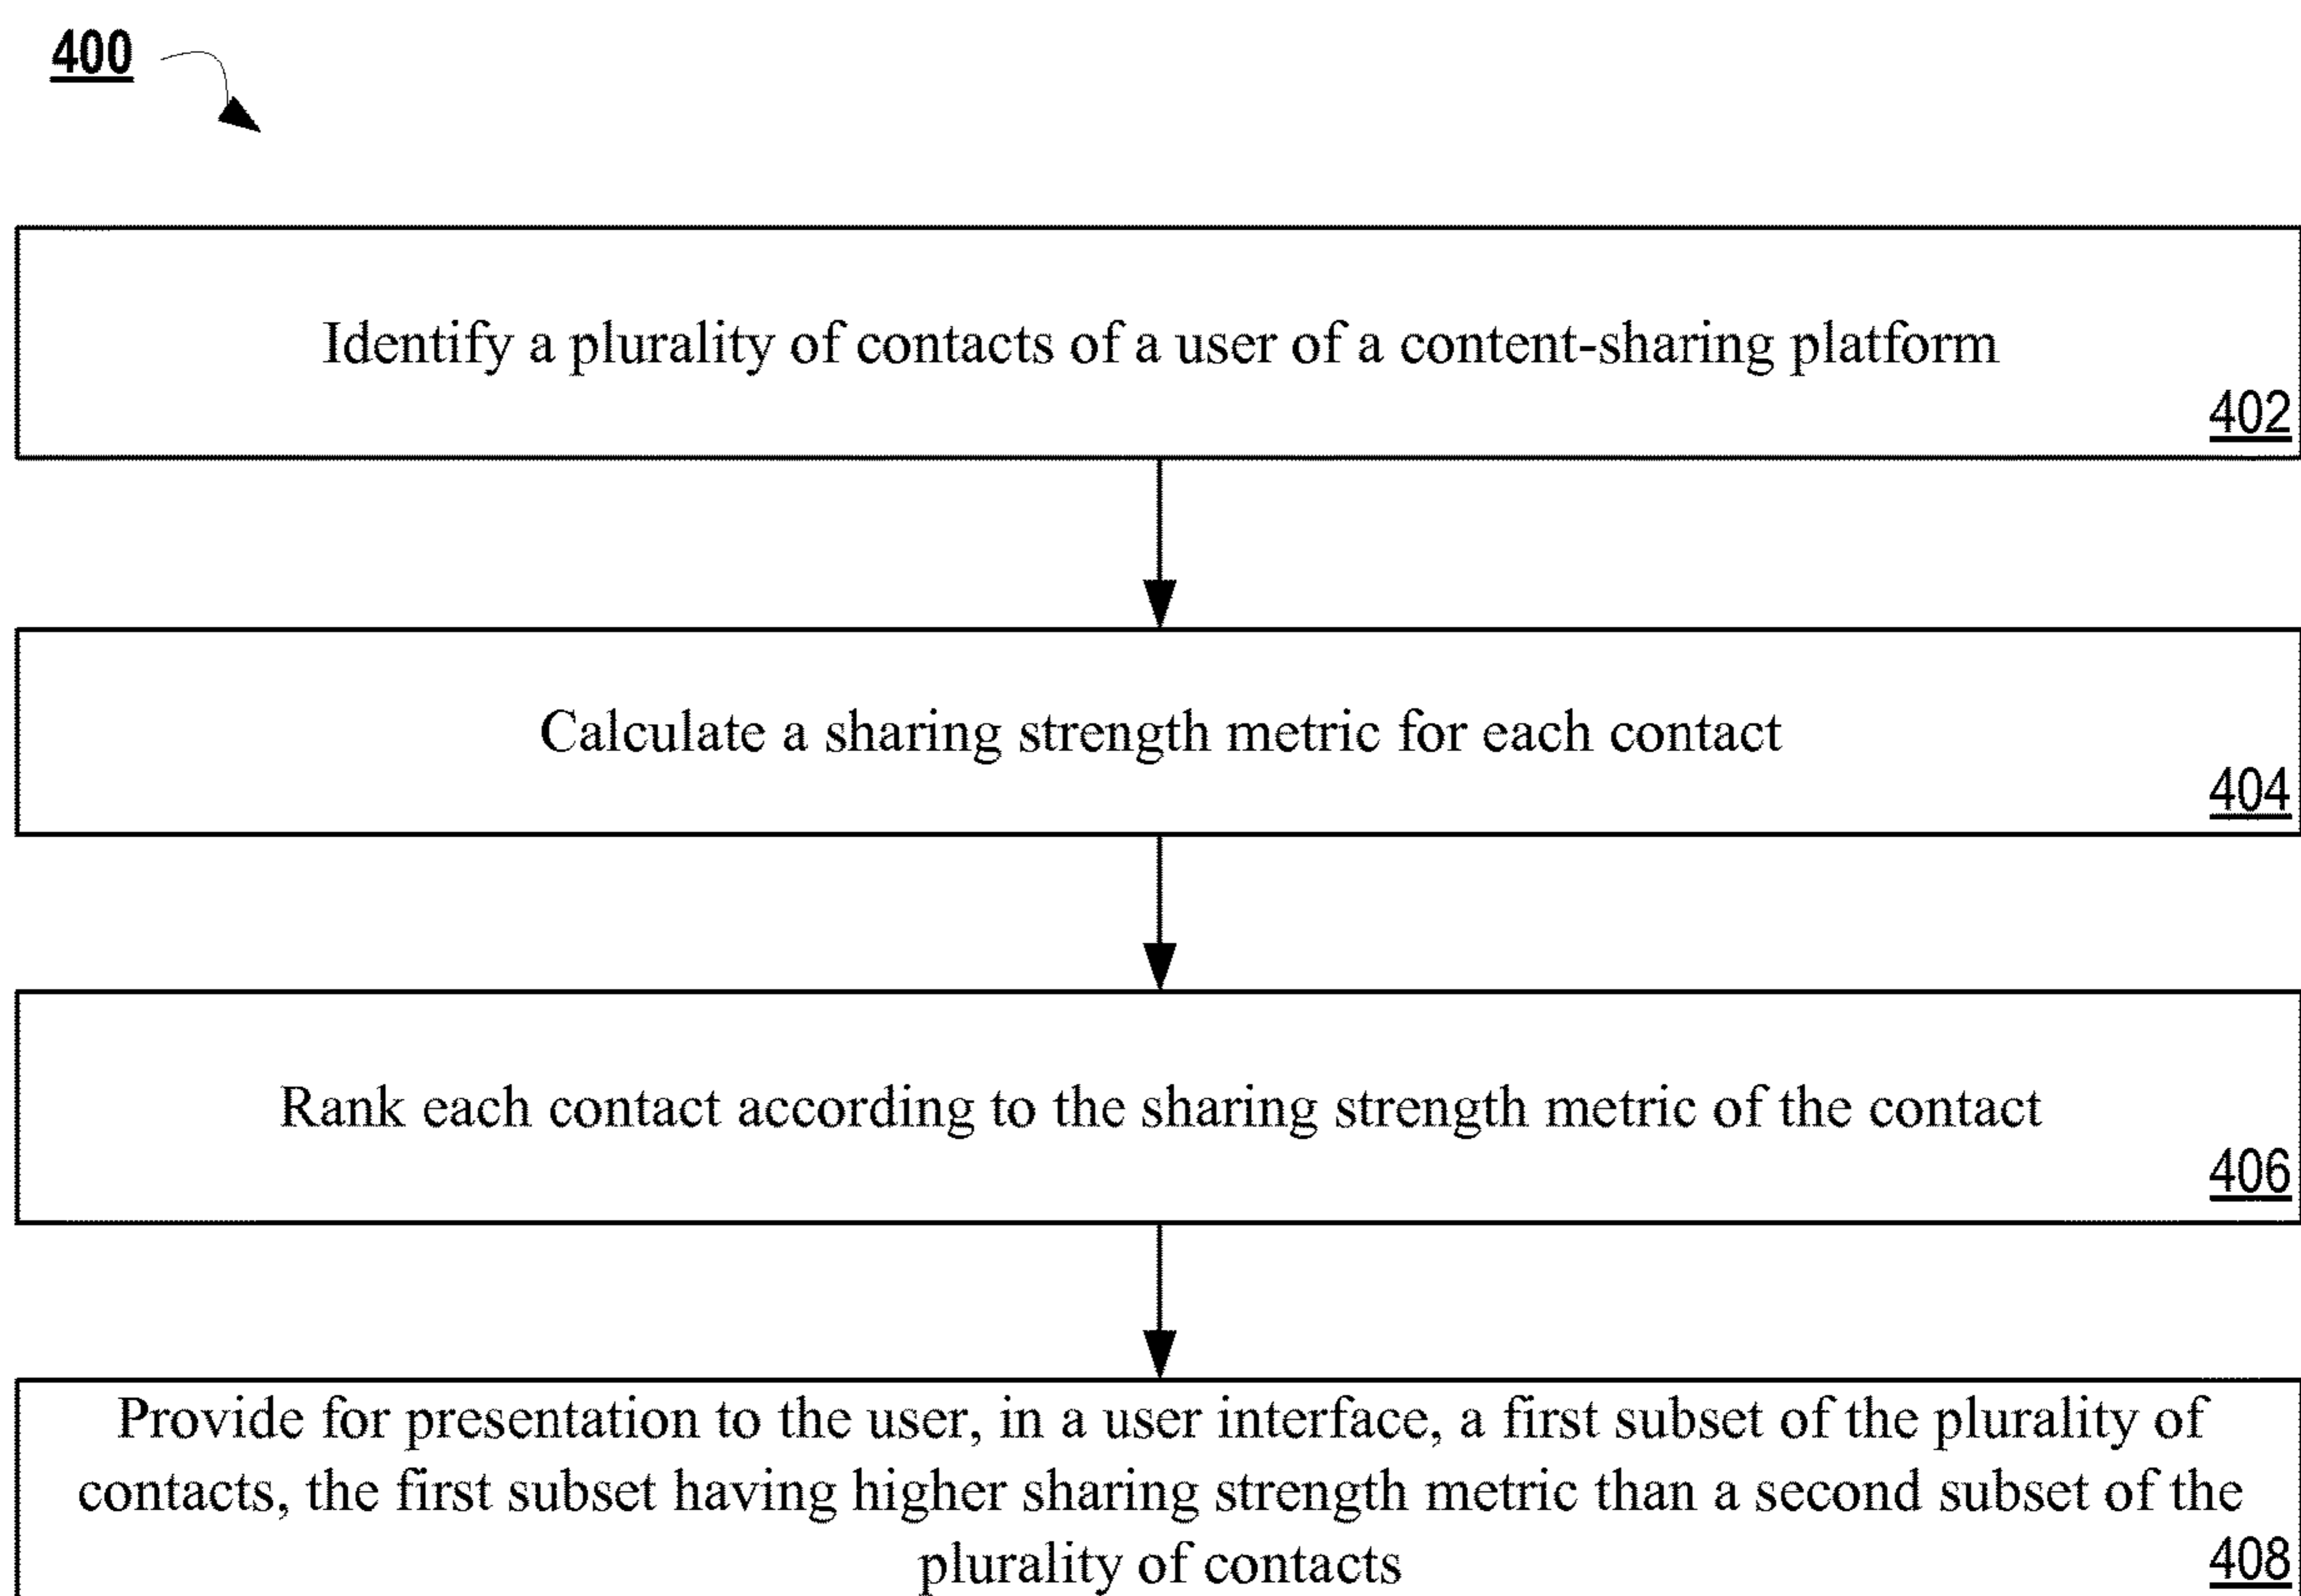 400
Identify a plurality of contacts of a user of a content-sharing platform
402
Calculate a sharing strength metric for each contact
404
Rank each contact according to the sharing strength metric of the contact
406
Provide for presentation to the user, in a user interface, a first subset of the plurality of
contacts, the first subset having higher sharing strength metric than a second subset of the
plurality of contacts
408